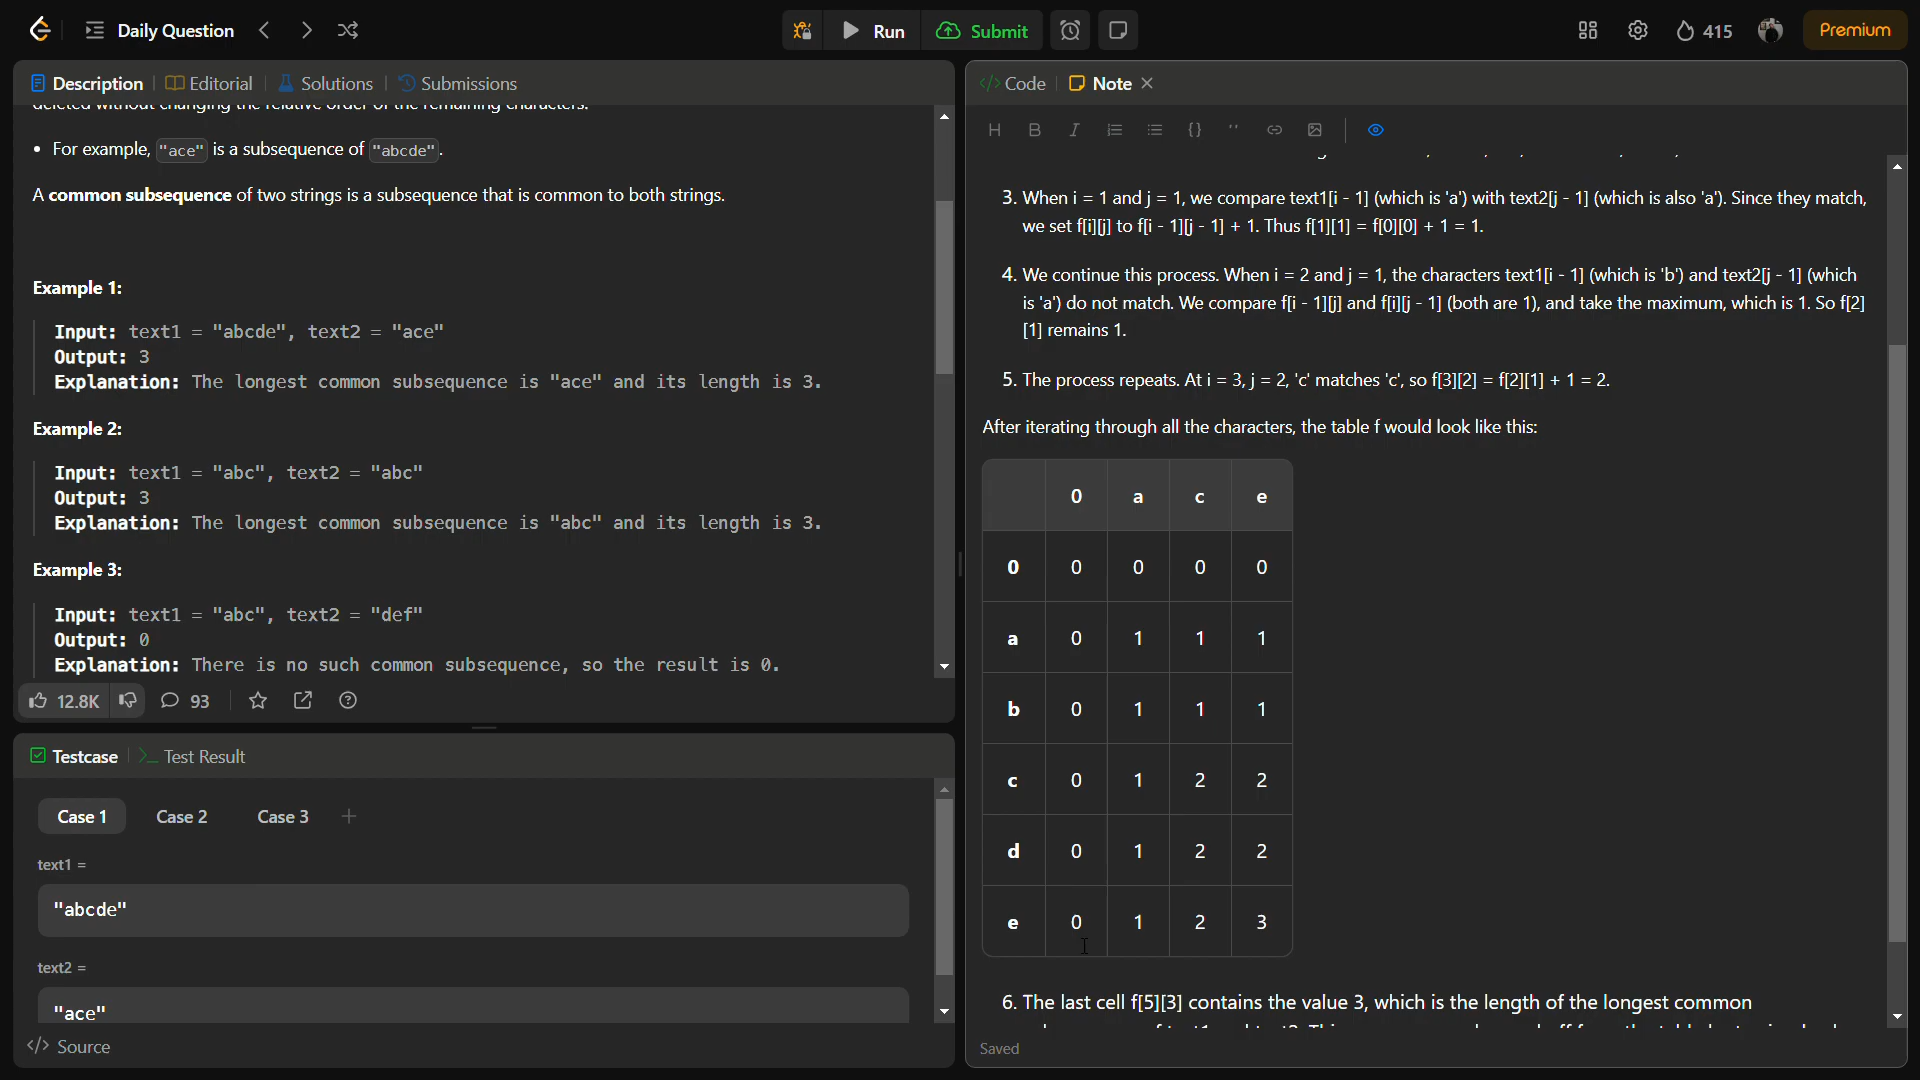 Daily Question
Run
Submit
415
Premium
Description
Editorial
Solutions
Submissions
deleted without changing the relative order of the remaining characters.
• For example, "ace" is a subsequence of "abcde".
A common subsequence of two strings is a subsequence that is common to both strings.
Example 1:
Input: text1 = "abcde", text2 = "ace"
Output: 3
Explanation: The longest common subsequence is "ace" and its length is 3.
Example 2:
Input: text1 = "abc", text2 = "abc"
Output: 3
Explanation: The longest common subsequence is "abc" and its length is 3.
Example 3:
Input: text1 = "abc", text2 = "def"
Output: 0
Explanation: There is no such common subsequence, so the result is 0.
12.8K
93
Testcase
Test Result
Case 1
Case 2
Case 3
text1 =
"abcde"
text2 =
"ace"
Source
Code
Note
3. When i = 1 and j = 1, we compare text1[i - 1] (which is 'a') with text2[j - 1] (which is also 'a'). Since they match,
we set f[i][j] to f[i - 1][j - 1] + 1. Thus f[1][1] = f[0][0] + 1 = 1.
4. We continue this process. When i = 2 and j = 1, the characters text1[i - 1] (which is 'b') and text2[j - 1] (which
is 'a') do not match. We compare f[i - 1][j] and f[i][j - 1] (both are 1), and take the maximum, which is 1. So f[2]
[1] remains 1.
5. The process repeats. At i = 3, j = 2, 'c' matches 'c', so f[3][2] = f[2][1] + 1 = 2.
After iterating through all the characters, the table f would look like this:
0 a c e
0 0 0 0 0
a 0 1 1 1
b 0 1 1 1
c 0 1 2 2
d 0 1 2 2
e 0 1 2 3
6. The last cell f[5][3] contains the value 3, which is the length of the longest common
Saved